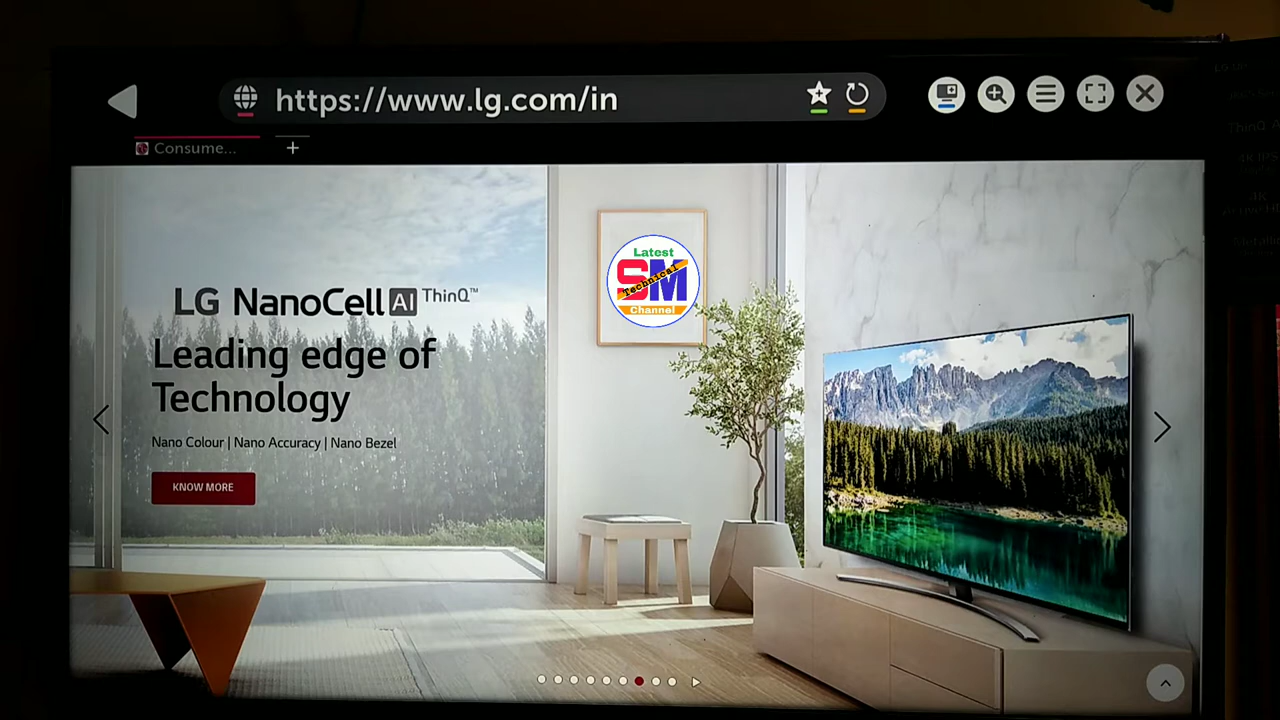 https://www.lg.com/in
Consume...
Latest
SM
Technical
Channel
LG NanoCell AI ThinQ™
Leading edge of
Technology
Nano Colour | Nano Accuracy | Nano Bezel
KNOW MORE